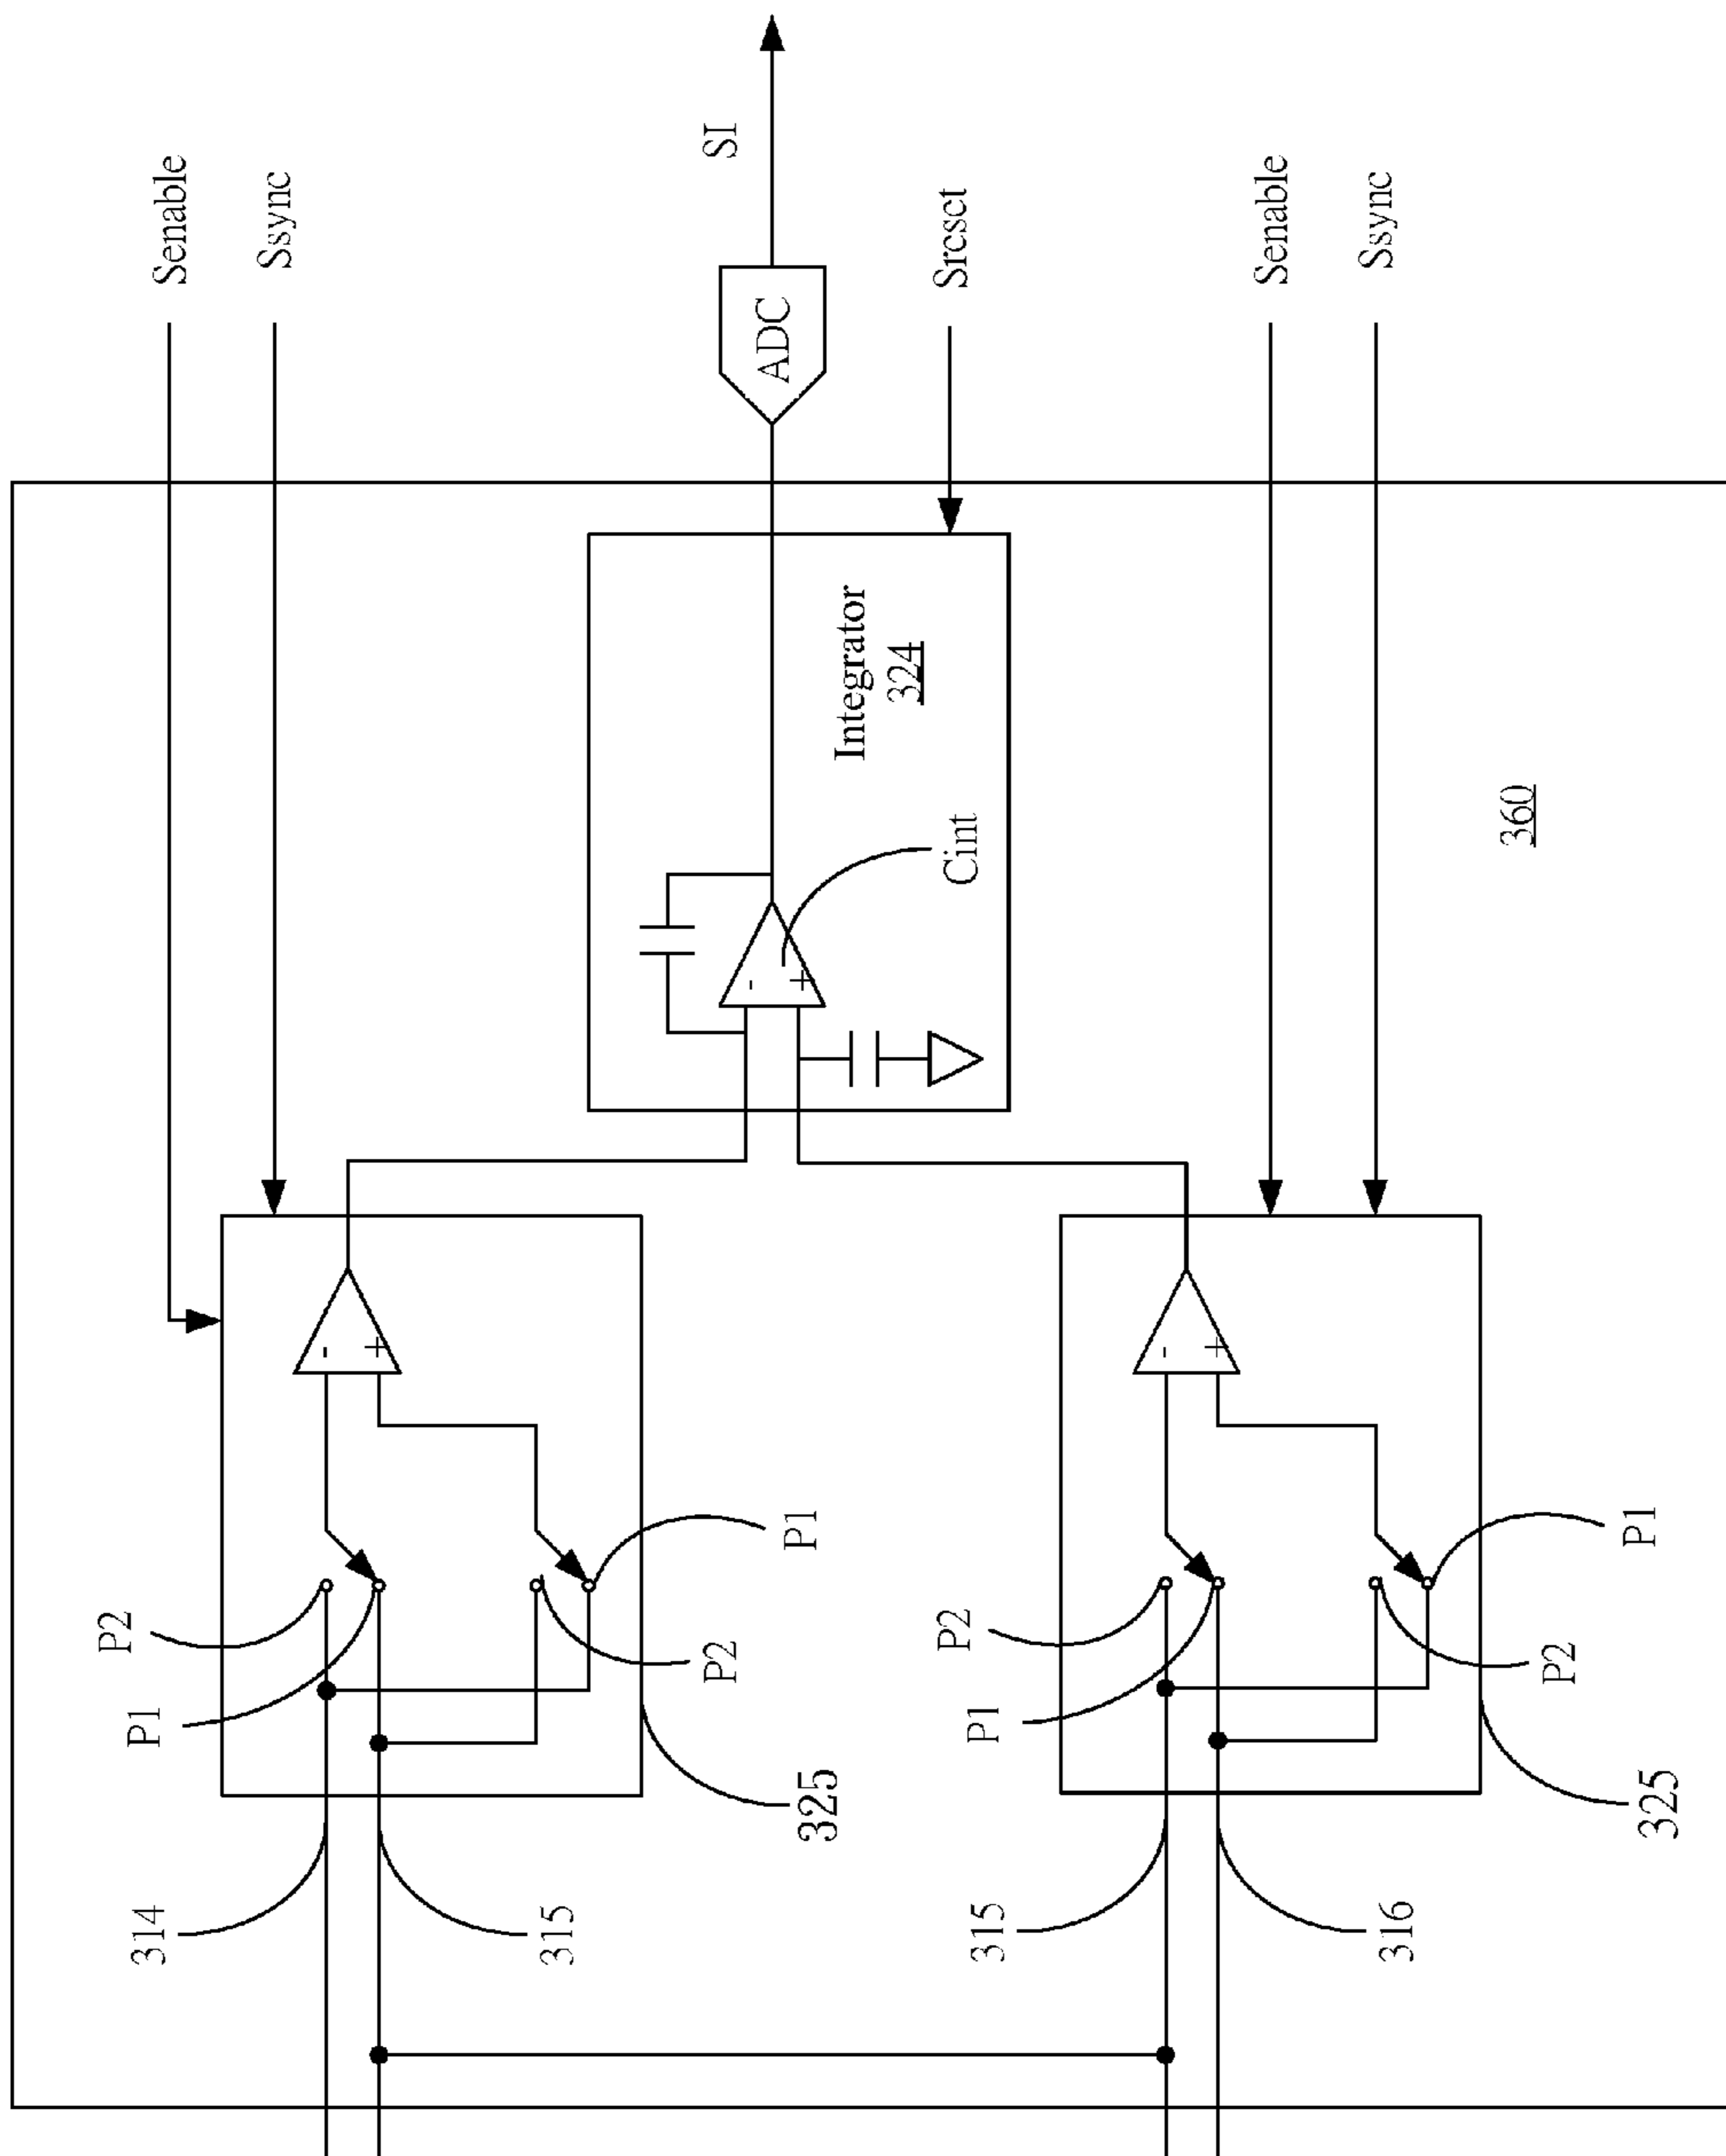 Senable
Ssync
SI
ADC
Srcsct
Senable
Ssync
Integrator
324
Cint
-
+
360
-
+
-
+
P2
P1
P1
P2
325
314
315
P2
P1
P1
P2
325
315
316